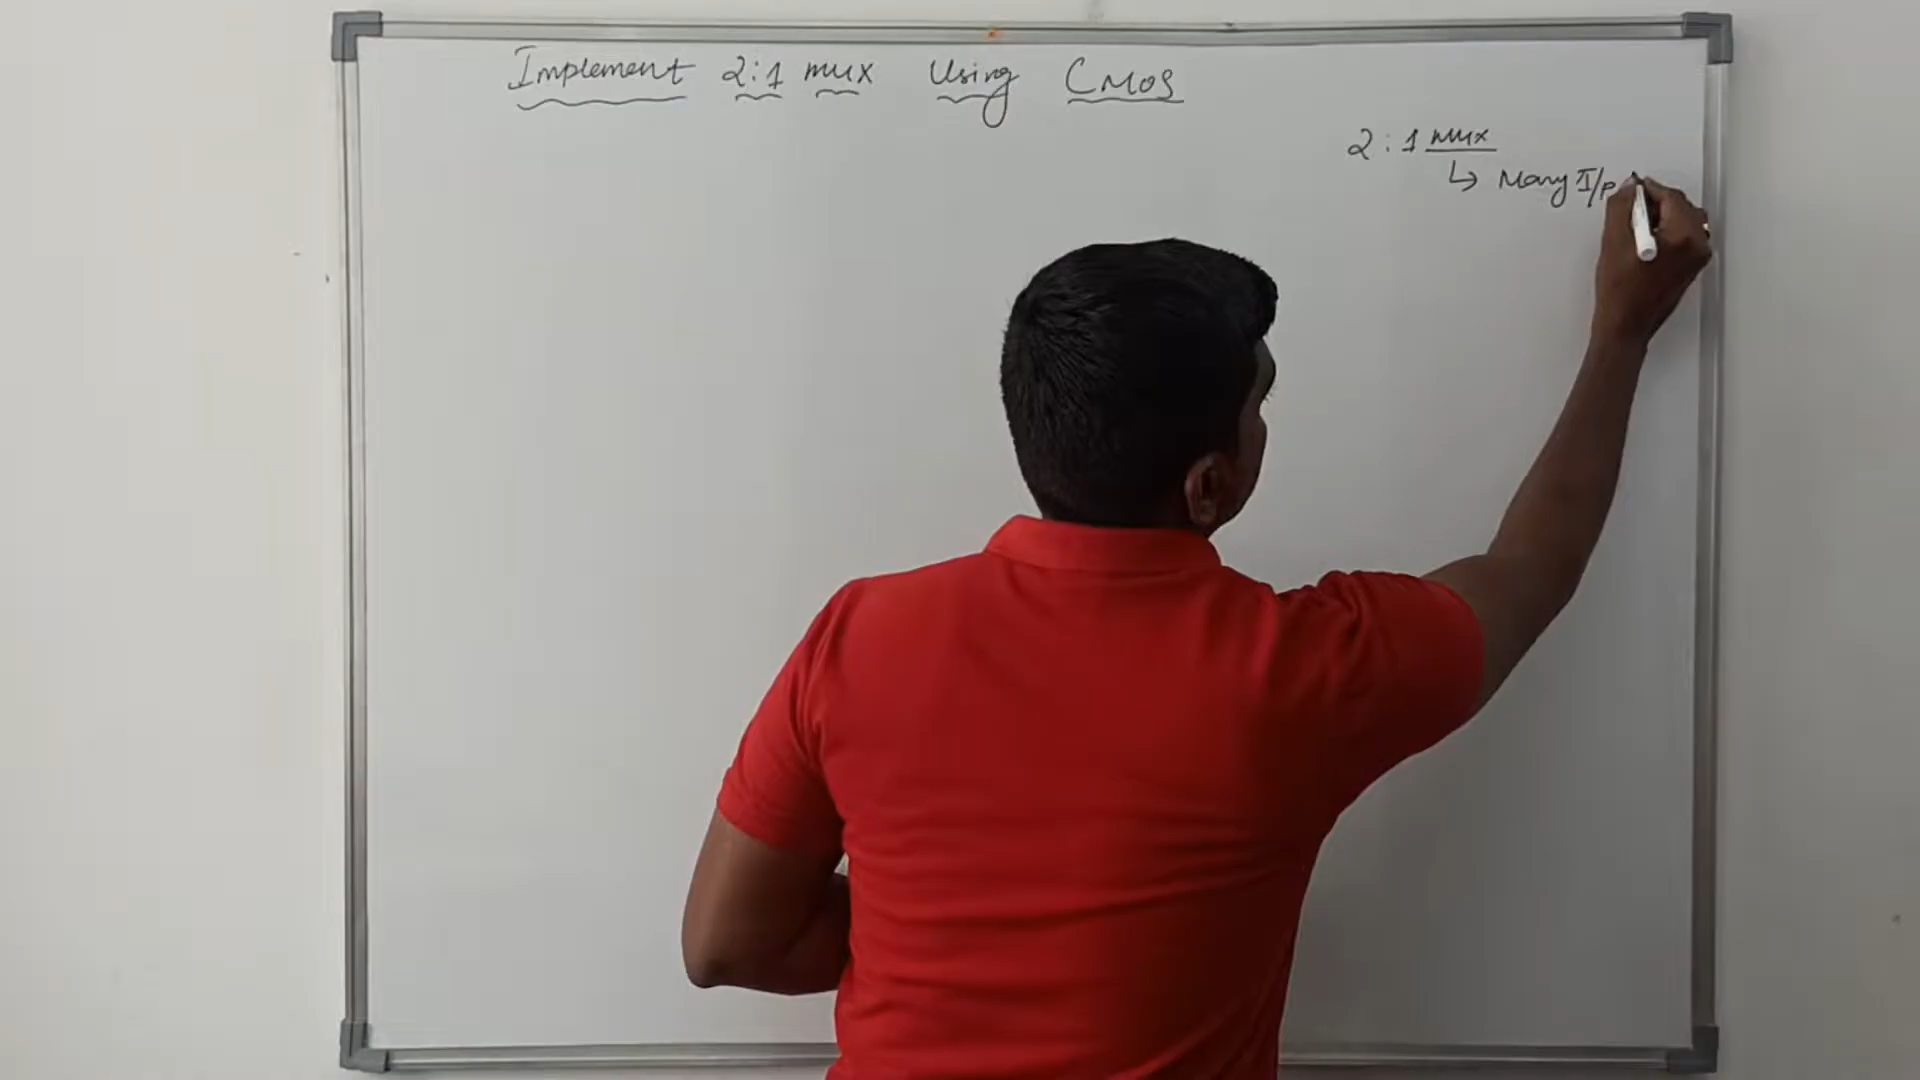 Implement 2:1 mux Using CMOS
2:1 mux
↳ Many I/P